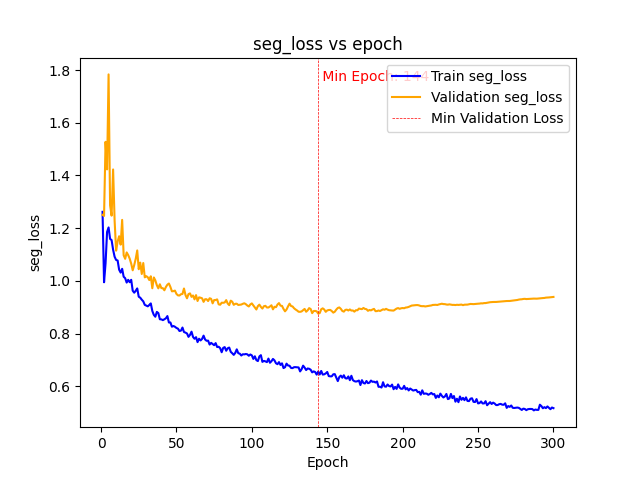 seg_loss vs epoch
Min Epoch: 144
Train seg_loss
Validation seg_loss
Min Validation Loss
seg_loss
1.8
1.6
1.4
1.2
1.0
0.8
0.6
0
50
100
150
200
250
300
Epoch